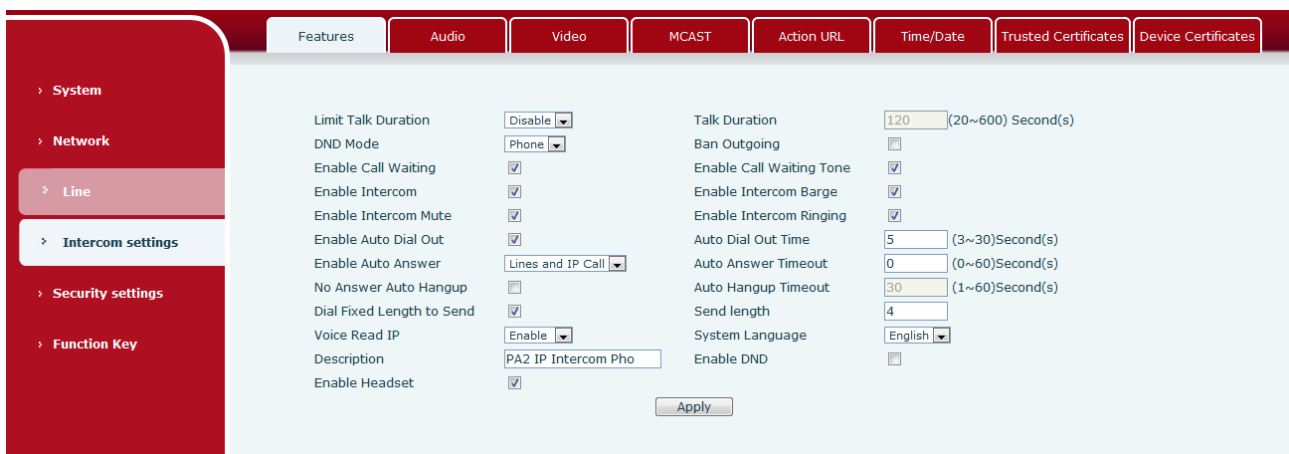 Features Audio Video MCAST Action URL Time/Date Trusted Certificates Device Certificates
› System
› Network
› Line
› Intercom settings
› Security settings
› Function Key
Limit Talk Duration Disable Talk Duration 120 (20~600) Second(s)
DND Mode Phone Ban Outgoing
Enable Call Waiting Enable Call Waiting Tone
Enable Intercom Enable Intercom Barge
Enable Intercom Mute Enable Intercom Ringing
Enable Auto Dial Out Auto Dial Out Time 5 (3~30)Second(s)
Enable Auto Answer Lines and IP Call Auto Answer Timeout 0 (0~60)Second(s)
No Answer Auto Hangup Auto Hangup Timeout 30 (1~60)Second(s)
Dial Fixed Length to Send Send length 4
Voice Read IP Enable System Language English
Description PA2 IP Intercom Pho Enable DND
Enable Headset
Apply